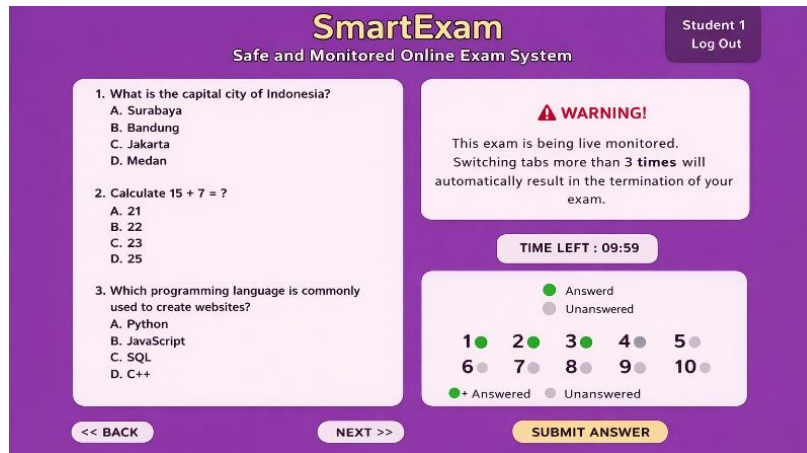 SmartExam
Safe and Monitored Online Exam System
Student 1
Log Out
1. What is the capital city of Indonesia?
A. Surabaya
B. Bandung
C. Jakarta
D. Medan
2. Calculate 15 + 7 = ?
A. 21
B. 22
C. 23
D. 25
3. Which programming language is commonly
used to create websites?
A. Python
B. JavaScript
C. SQL
D. C++
WARNING!
This exam is being live monitored.
Switching tabs more than 3 times will
automatically result in the termination of your
exam.
TIME LEFT : 09:59
Answerd
Unanswered
1 2 3 4 5
6 7 8 9 10
+ Answered Unanswered
<< BACK
NEXT >>
SUBMIT ANSWER